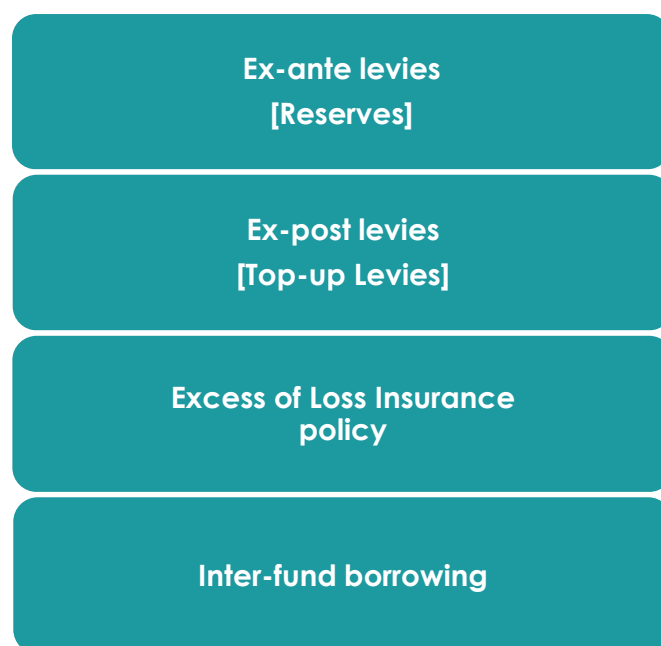 Ex-ante levies
[Reserves]
Ex-post levies
[Top-up Levies]
Excess of Loss Insurance
policy
Inter-fund borrowing